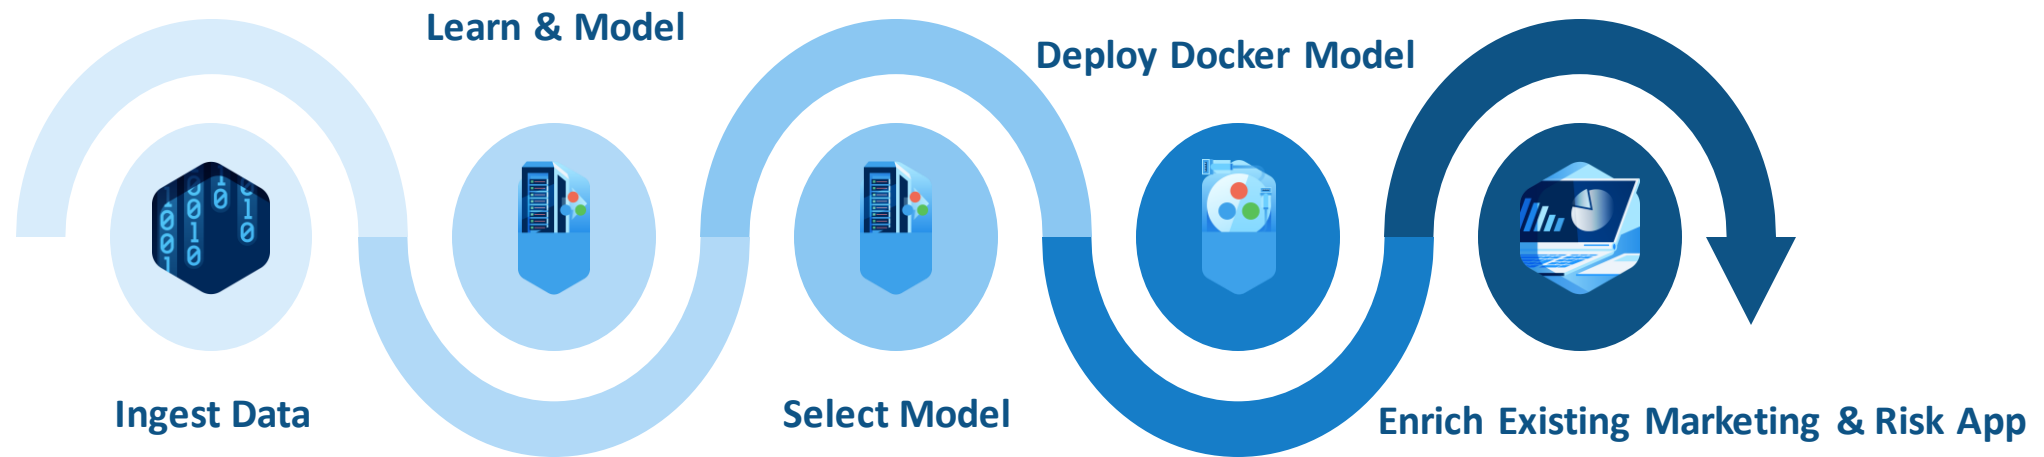 Ingest Data
Learn & Model
Select Model
Deploy Docker Model
Enrich Existing Marketing & Risk App